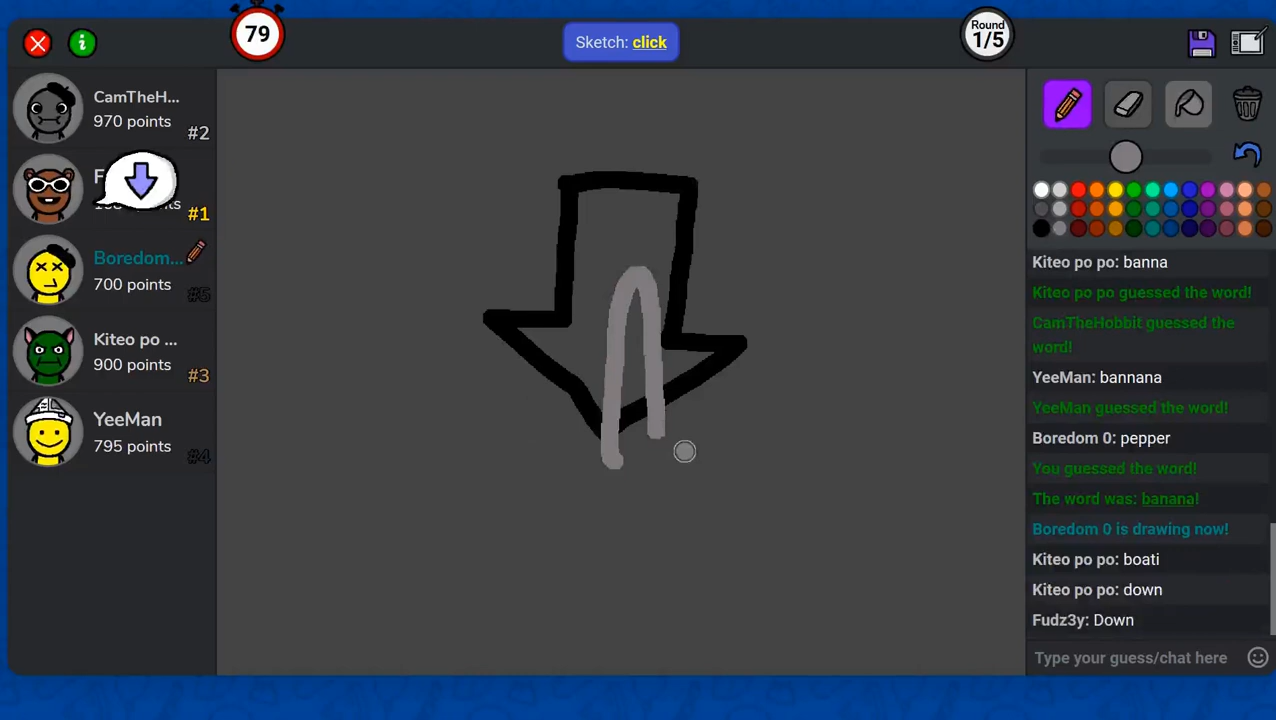 79
Sketch: click
Round
1/5
i
CamTheH...
970 points
#2
F
points
#1
Boredom...
700 points
#5
Kiteo po ...
900 points
#3
YeeMan
795 points
#4
Kiteo po po: banna
Kiteo po po guessed the word!
CamTheHobbit guessed the
word!
YeeMan: bannana
YeeMan guessed the word!
Boredom 0: pepper
You guessed the word!
The word was: banana!
Boredom 0 is drawing now!
Kiteo po po: boati
Kiteo po po: down
Fudz3y: Down
Type your guess/chat here